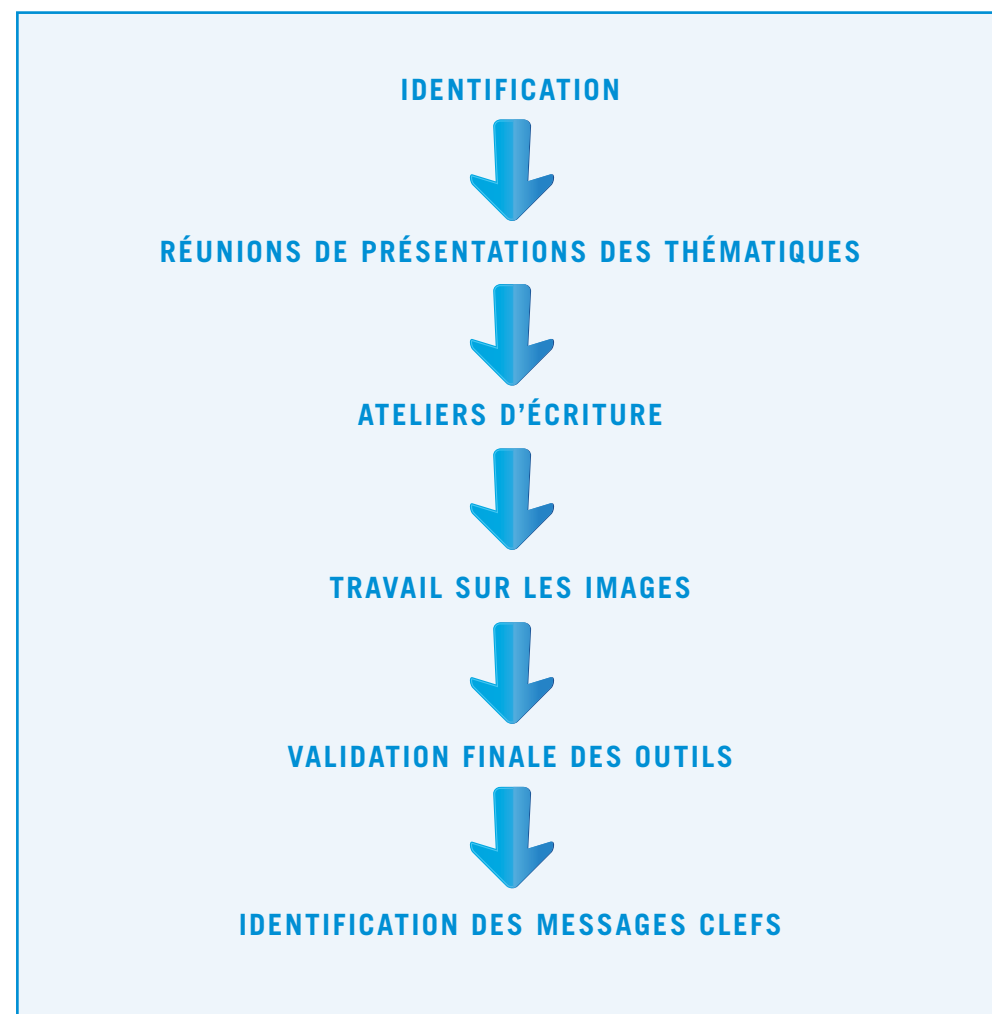 IDENTIFICATION
RÉUNIONS DE PRÉSENTATIONS DES THÉMATIQUES
ATELIERS D’ÉCRITURE
TRAVAIL SUR LES IMAGES
VALIDATION FINALE DES OUTILS
IDENTIFICATION DES MESSAGES CLEFS